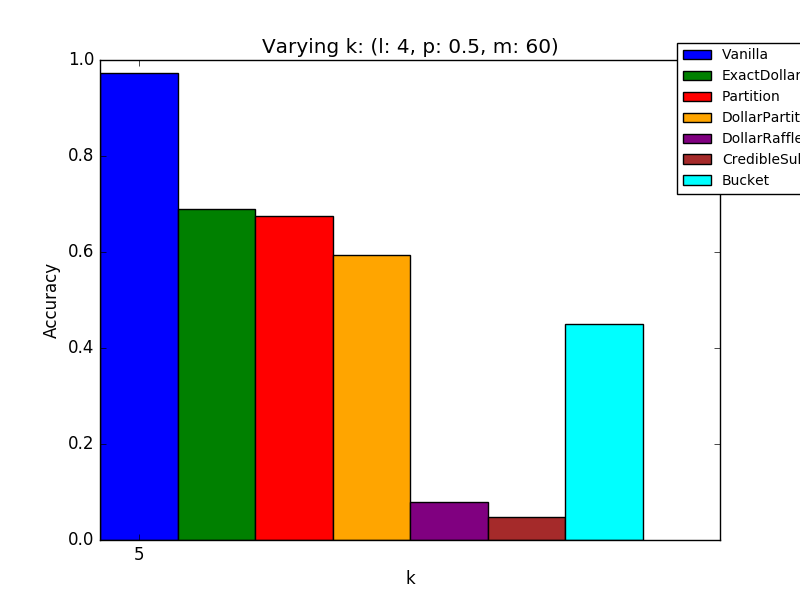 Varying k: (l: 4, p: 0.5, m: 60)
Vanilla
ExactDollar
Partition
DollarPartit
DollarRaffle
CredibleSu
Bucket
1.0
0.8
0.6
0.4
0.2
0.0
Accuracy
5
k